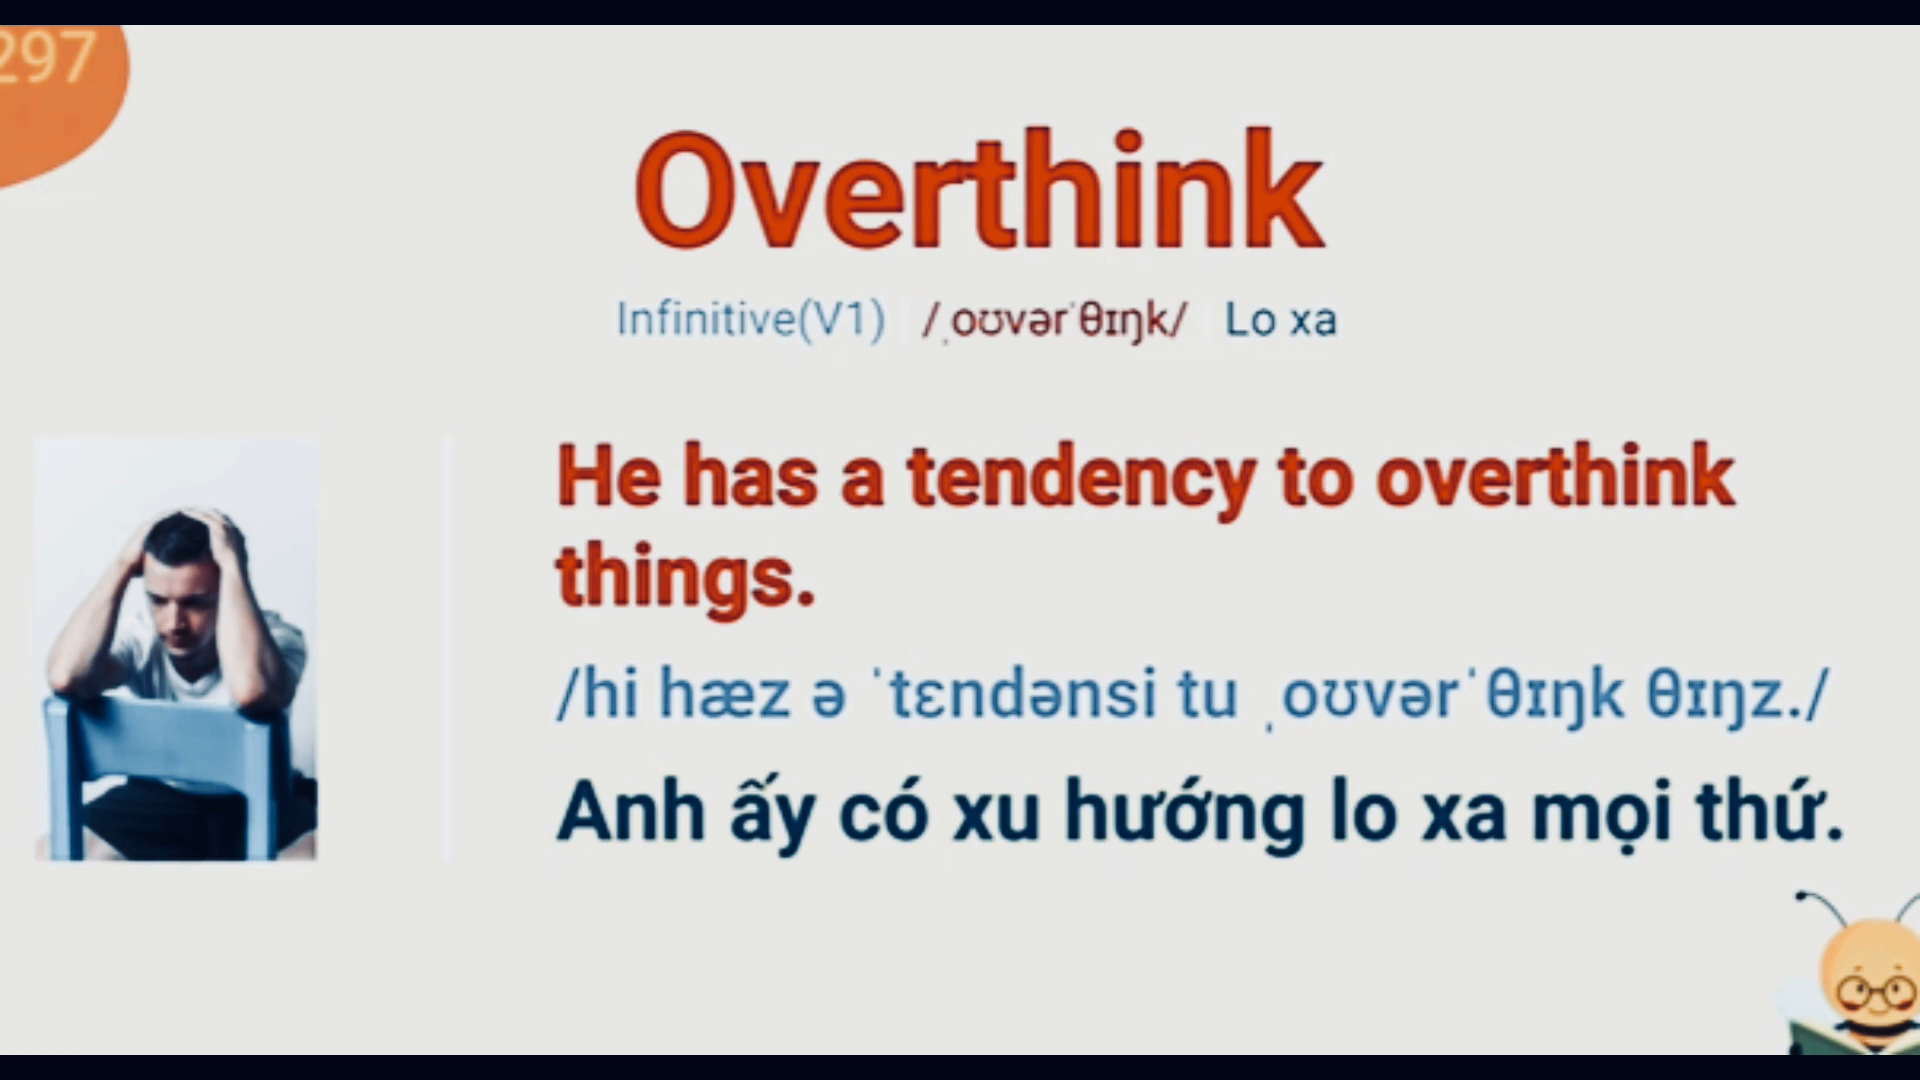 297
Overthink
Infinitive(V1) /ˌoʊvərˈθɪŋk/ Lo xa
He has a tendency to overthink
things.
/hi hæz ə ˈtɛndənsi tu ˌoʊvərˈθɪŋk θɪŋz./
Anh ấy có xu hướng lo xa mọi thứ.